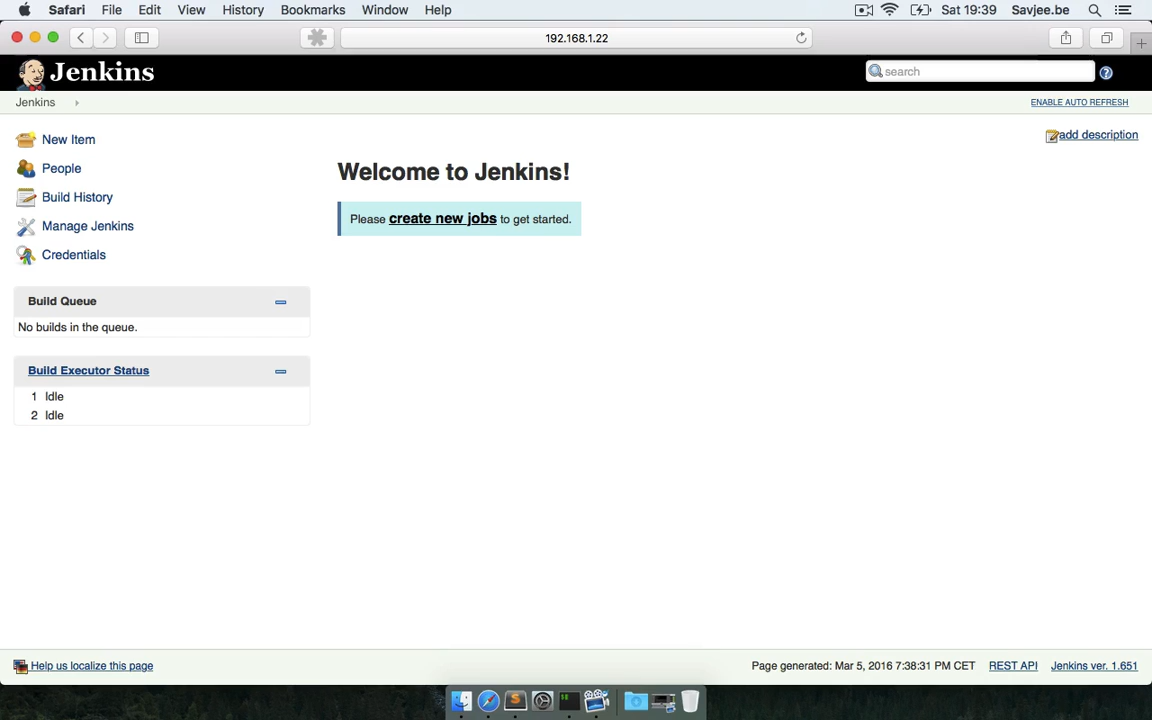 Safari File Edit View History Bookmarks Window Help Sat 19:39 Savjee.be
192.168.1.22
Jenkins search
Jenkins ENABLE AUTO REFRESH
New Item
add description
People
Build History
Manage Jenkins
Credentials
Welcome to Jenkins!
Please create new jobs to get started.
Build Queue
No builds in the queue.
Build Executor Status
1 Idle
2 Idle
Help us localize this page Page generated: Mar 5, 2016 7:38:31 PM CET REST API Jenkins ver. 1.651